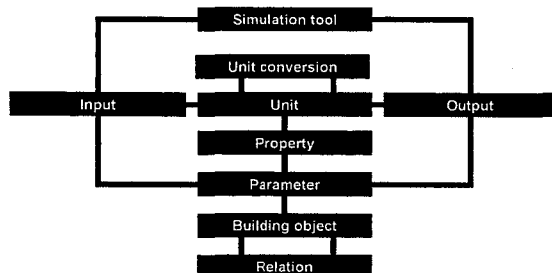 Simulation tool
Unit conversion
Input
Unit
Output
Property
Parameter
Building object
Relation